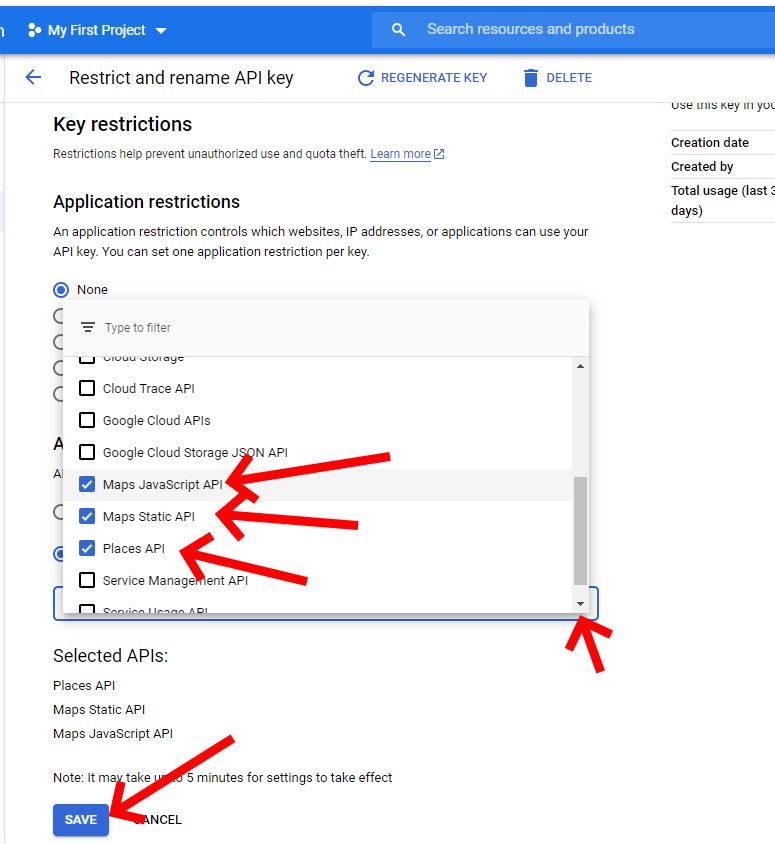 My First Project
Search resources and products
Restrict and rename API key
REGENERATE KEY
DELETE
Key restrictions
Use this key in you
Restrictions help prevent unauthorized use and quota theft. Learn more
Creation date
Created by
Total usage (last 3
days)
Application restrictions
An application restriction controls which websites, IP addresses, or applications can use your
API key. You can set one application restriction per key.
None
Type to filter
Cloud Storage
Cloud Trace API
Google Cloud APIs
Google Cloud Storage JSON API
Maps JavaScript API
Maps Static API
Places API
Service Management API
Service Usage API
Selected APIs:
Places API
Maps Static API
Maps JavaScript API
Note: It may take up to 5 minutes for settings to take effect
SAVE
CANCEL